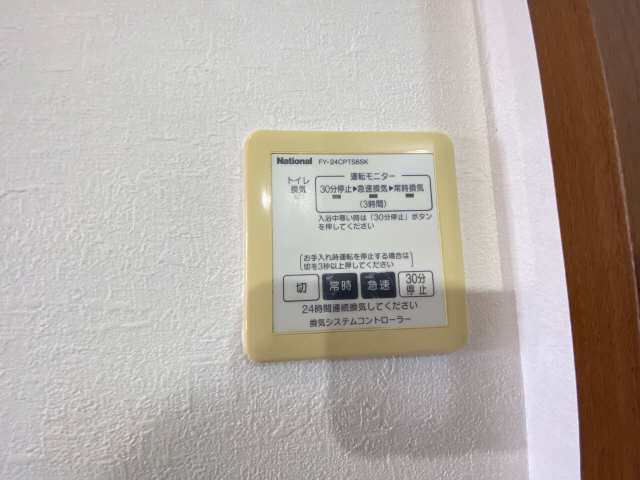 National FY-24CPTS6SK
トイレ
換気
運転モニター
30分停止▶急速換気▶常時換気
(3時間)
入浴中寒い時は「30分停止」ボタン
を押してください
お手入れ時運転を停止する場合は
切を3秒以上押してください
切 常時 急速 30分
停止
24時間連続換気してください
換気システムコントローラー